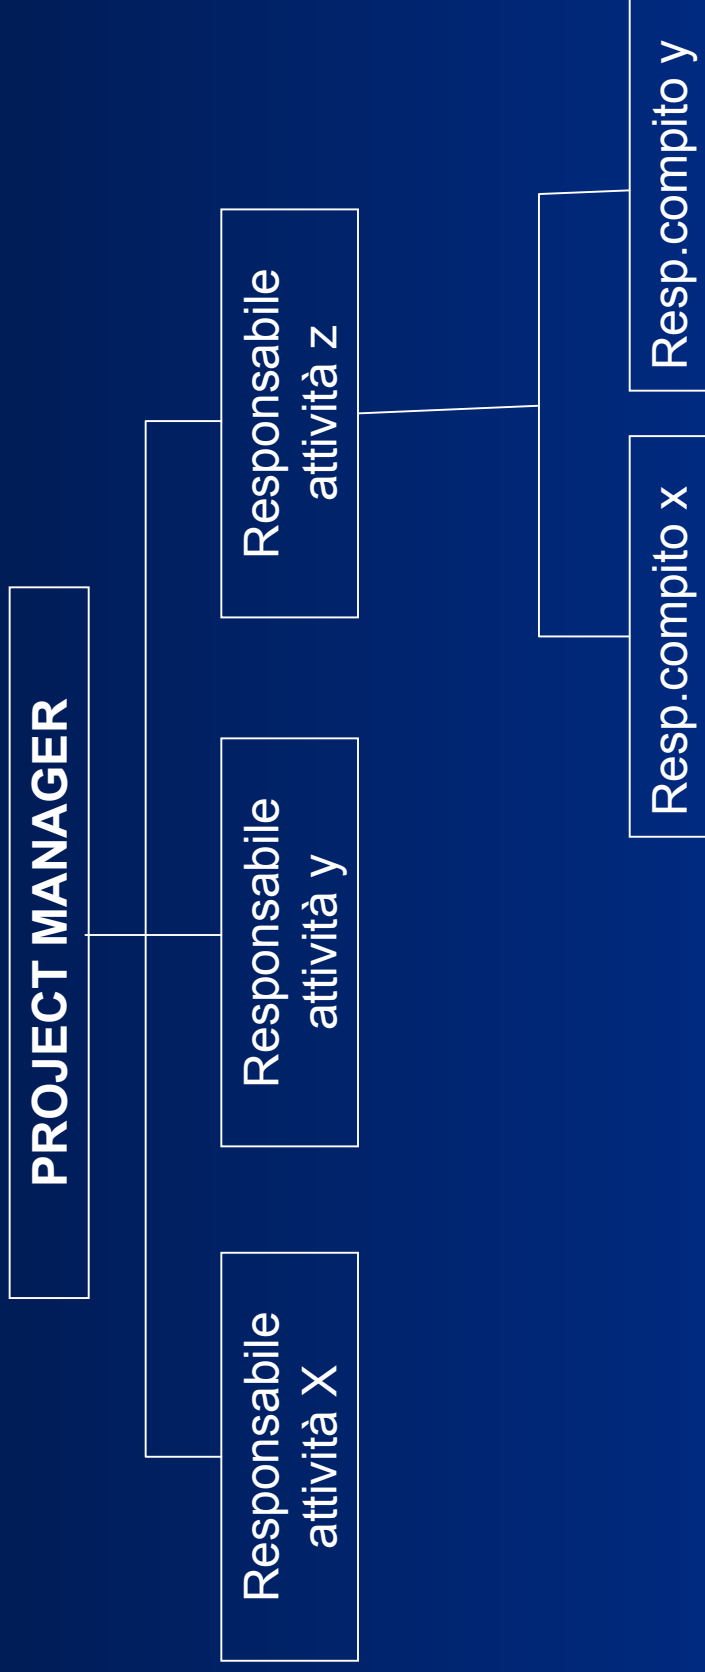 PROJECT MANAGER
Responsabile
attività X
Responsabile
attività y
Responsabile
attività z
Resp.compito x
Resp.compito y